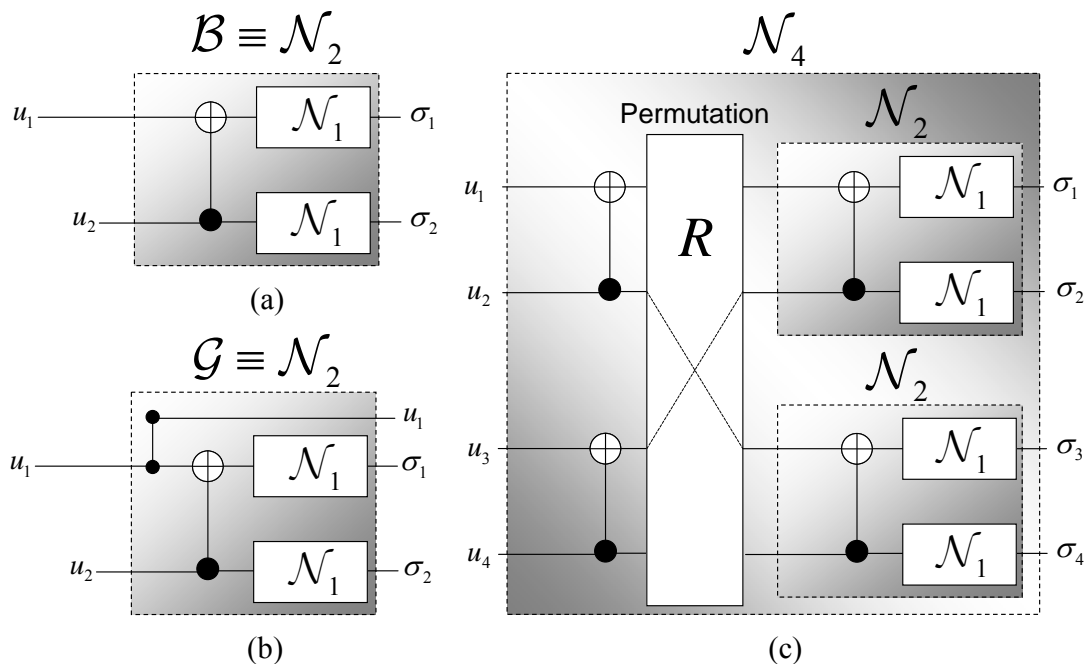 ℬ ≡ 𝒩₂
u₁ 𝒩₁ σ₁
u₂ 𝒩₁ σ₂
(a)
𝒢 ≡ 𝒩₂
u₁
u₁ 𝒩₁ σ₁
u₂ 𝒩₁ σ₂
(b)
𝒩₄
Permutation
R
𝒩₂
u₁ 𝒩₁ σ₁
u₂ 𝒩₁ σ₂
𝒩₂
u₃ 𝒩₁ σ₃
u₄ 𝒩₁ σ₄
(c)